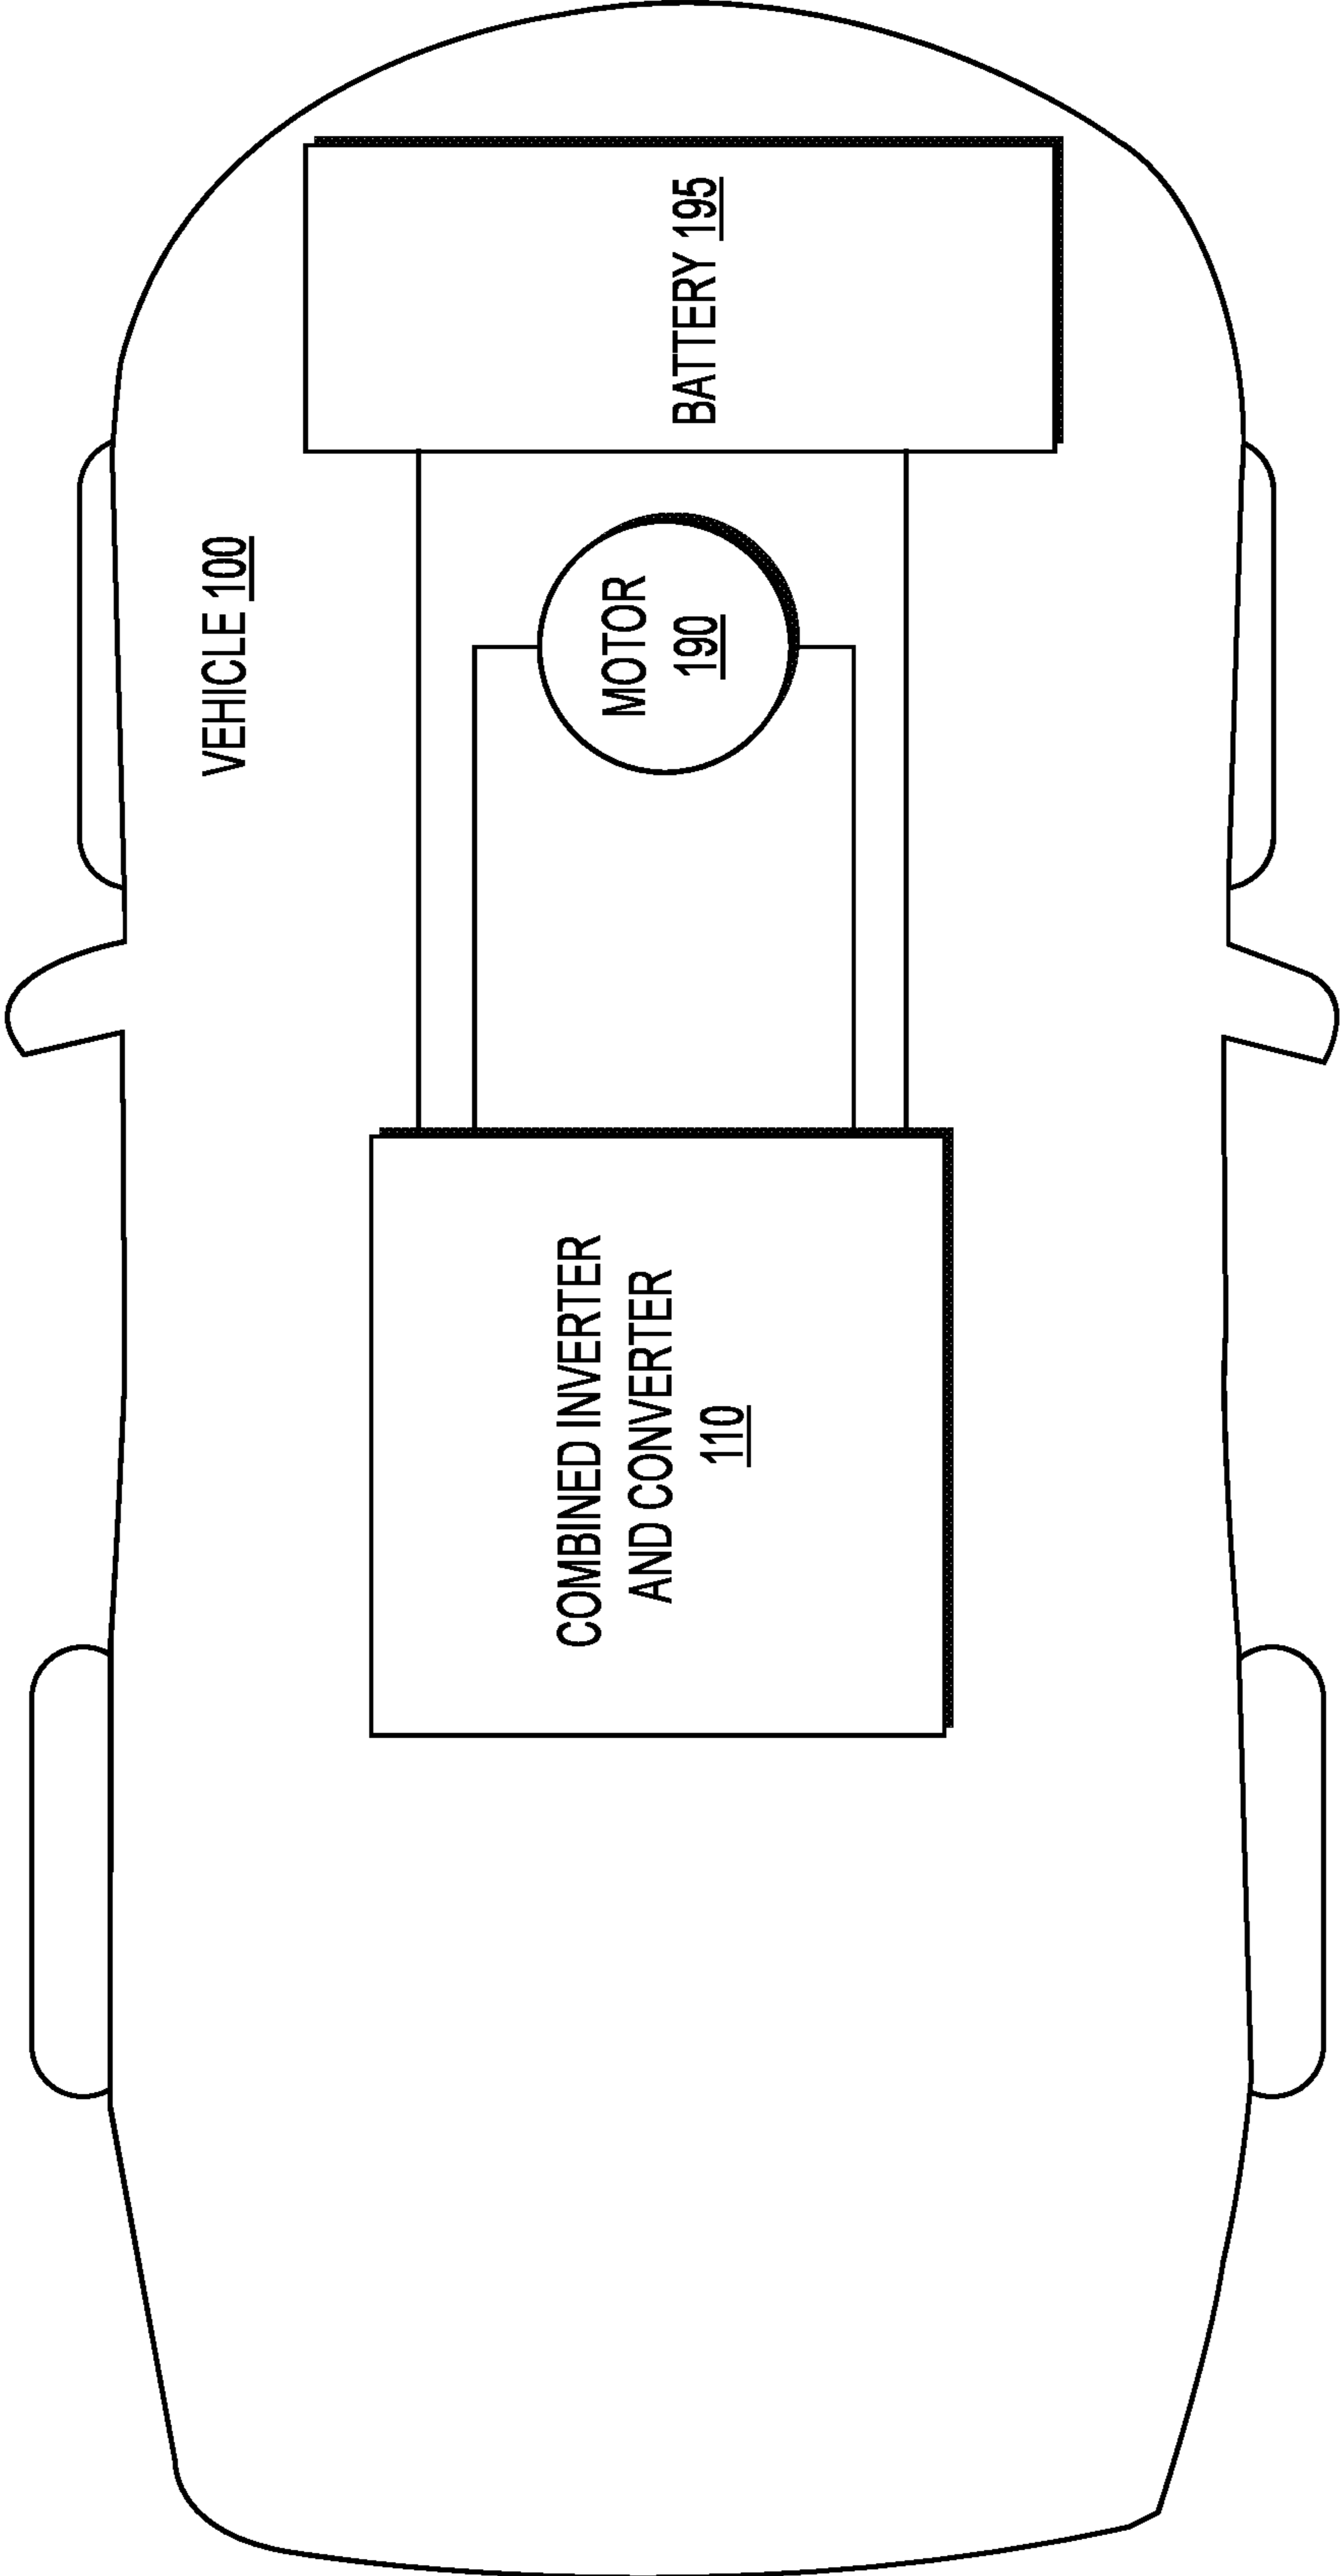 VEHICLE 100
COMBINED INVERTER
AND CONVERTER
110
MOTOR
190
BATTERY 195